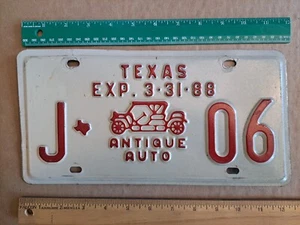 TEXAS
EXP. 3-31-88
J 06
ANTIQUE
AUTO